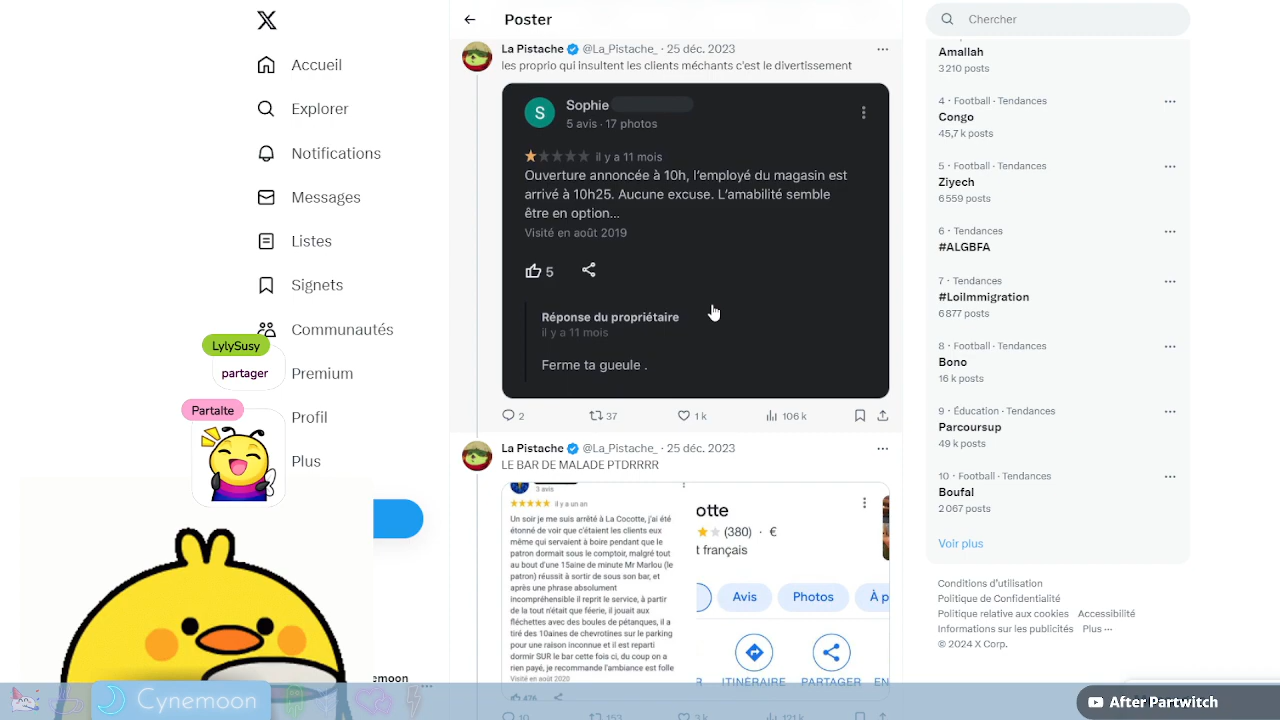 Accueil
Explorer
Notifications
Messages
Listes
Signets
Communautés
LylySusy
partager
Premium
Partalte
Profil
Plus
emoon
Cynemoon
Poster
La Pistache @La_Pistache_ · 25 déc. 2023
les proprio qui insultent les clients méchants c'est le divertissement
S
Sophie
5 avis · 17 photos
il y a 11 mois
Ouverture annoncée à 10h, l'employé du magasin est
arrivé à 10h25. Aucune excuse. L'amabilité semble
être en option...
Visité en août 2019
5
Réponse du propriétaire
il y a 11 mois
Ferme ta gueule .
2 37 1 k 106 k
La Pistache @La_Pistache_ · 25 déc. 2023
LE BAR DE MALADE PTDRRRR
3 avis
il y a un an
Un soir je me suis arrêté à La Cocotte, j'ai été
étonné de voir que c'étaient les clients eux
même qui servaient à boire pendant que le
patron dormait sous le comptoir, malgré tout
au bout d'une 15aine de minute Mr Marlou (le
patron) réussit à sortir de sous son bar, et
après une phrase absolument
incompréhensible il reprit le service, à partir
de la tout n'était que féerie, il jouait aux
fléchettes avec des boules de pétanques, il a
tiré des 10aines de chevrotines sur le parking
pour une raison inconnue et il est reparti
dormir SUR le bar cette fois ci, du coup on a
rien payé, je recommande l'ambiance est folle
Visité en août 2020
476
otte
(380) · €
t français
Avis
Photos
À p
R
ITINÉRAIRE
PARTAGER
EN
10 153 3 k 121 k
Chercher
Amallah
3 210 posts
4 · Football · Tendances
Congo
45,7 k posts
5 · Football · Tendances
Ziyech
6 559 posts
6 · Tendances
#ALGBFA
7 · Tendances
#LoiImmigration
6 877 posts
8 · Football · Tendances
Bono
16 k posts
9 · Éducation · Tendances
Parcoursup
49 k posts
10 · Football · Tendances
Boufal
2 067 posts
Voir plus
Conditions d'utilisation
Politique de Confidentialité
Politique relative aux cookies Accessibilité
Informations sur les publicités Plus ···
© 2024 X Corp.
After Partwitch